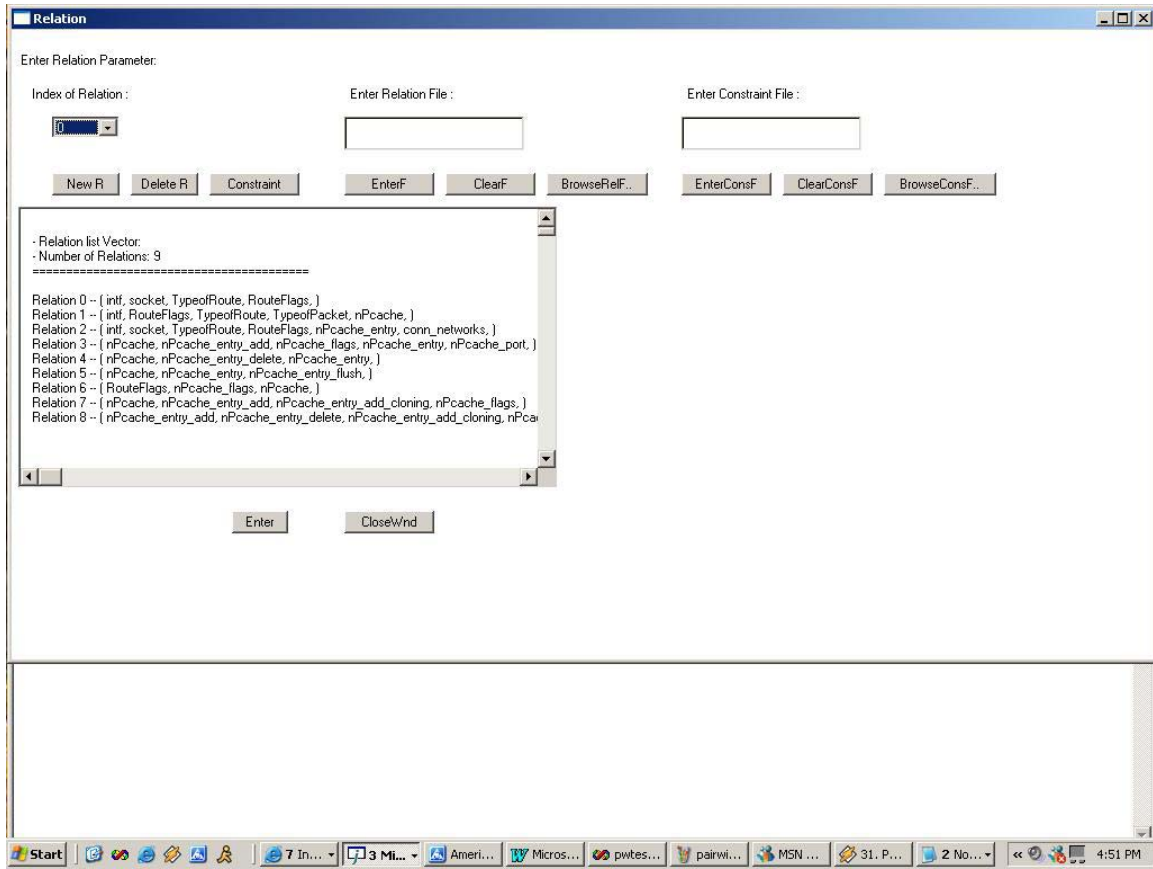 Relation
Enter Relation Parameter:
Index of Relation :
Enter Relation File :
Enter Constraint File :
0
New R
Delete R
Constraint
EnterF
ClearF
BrowseRelF..
EnterConsF
ClearConsF
BrowseConsF..
- Relation list Vector:
- Number of Relations: 9
=========================================
Relation 0 -- ( intf, socket, TypeofRoute, RouteFlags, )
Relation 1 -- ( intf, RouteFlags, TypeofRoute, TypeofPacket, nPcache, )
Relation 2 -- ( intf, socket, TypeofRoute, RouteFlags, nPcache_entry, conn_networks, )
Relation 3 -- ( nPcache, nPcache_entry_add, nPcache_flags, nPcache_entry, nPcache_port, )
Relation 4 -- ( nPcache, nPcache_entry_delete, nPcache_entry, )
Relation 5 -- ( nPcache, nPcache_entry, nPcache_entry_flush, )
Relation 6 -- ( RouteFlags, nPcache_flags, nPcache, )
Relation 7 -- ( nPcache, nPcache_entry_add, nPcache_entry_add_cloning, nPcache_flags, )
Relation 8 -- ( nPcache_entry_add, nPcache_entry_delete, nPcache_entry_add_cloning, nPca
Enter
CloseWnd
Start
7 In...
3 Mi...
Ameri...
Micros...
pwtes...
pairwi...
MSN ...
31. P...
2 No...
«
4:51 PM